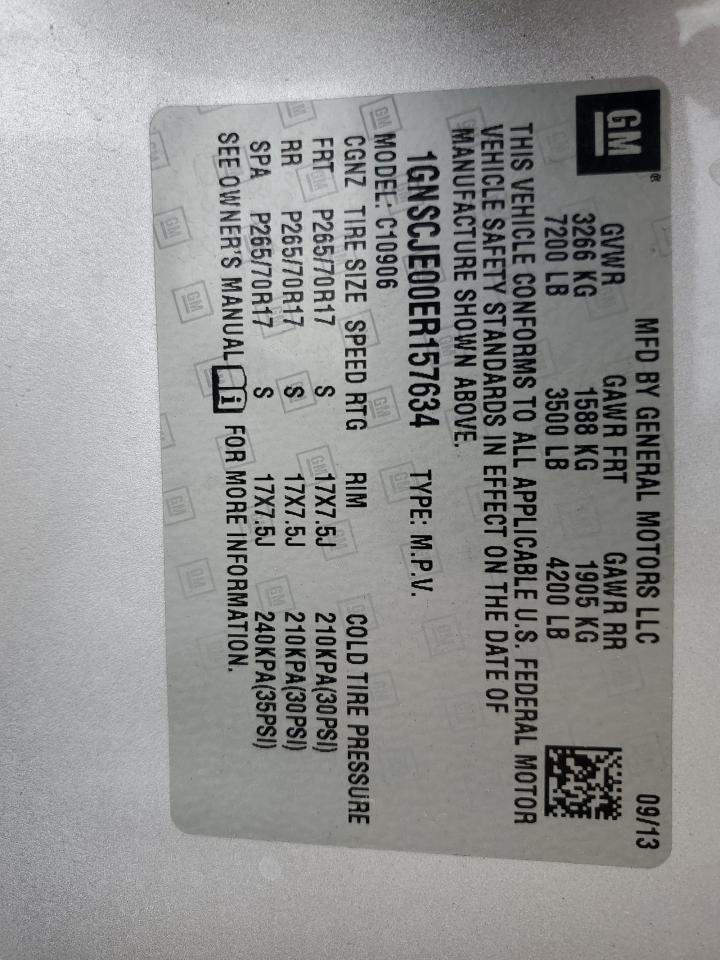 GM
MFD BY GENERAL MOTORS LLC 09/13
GVWR GAWR FRT GAWR RR
3266 KG 1588 KG 1905 KG
7200 LB 3500 LB 4200 LB
THIS VEHICLE CONFORMS TO ALL APPLICABLE U.S. FEDERAL MOTOR
VEHICLE SAFETY STANDARDS IN EFFECT ON THE DATE OF
MANUFACTURE SHOWN ABOVE.
1GNSCJE00ER157634 TYPE: M.P.V.
MODEL: C10906
CGNZ TIRE SIZE SPEED RTG RIM COLD TIRE PRESSURE
FRT P265/70R17 S 17X7.5J 210KPA(30PSI)
RR P265/70R17 S 17X7.5J 210KPA(30PSI)
SPA P265/70R17 S 17X7.5J 240KPA(35PSI)
SEE OWNER'S MANUAL i FOR MORE INFORMATION.